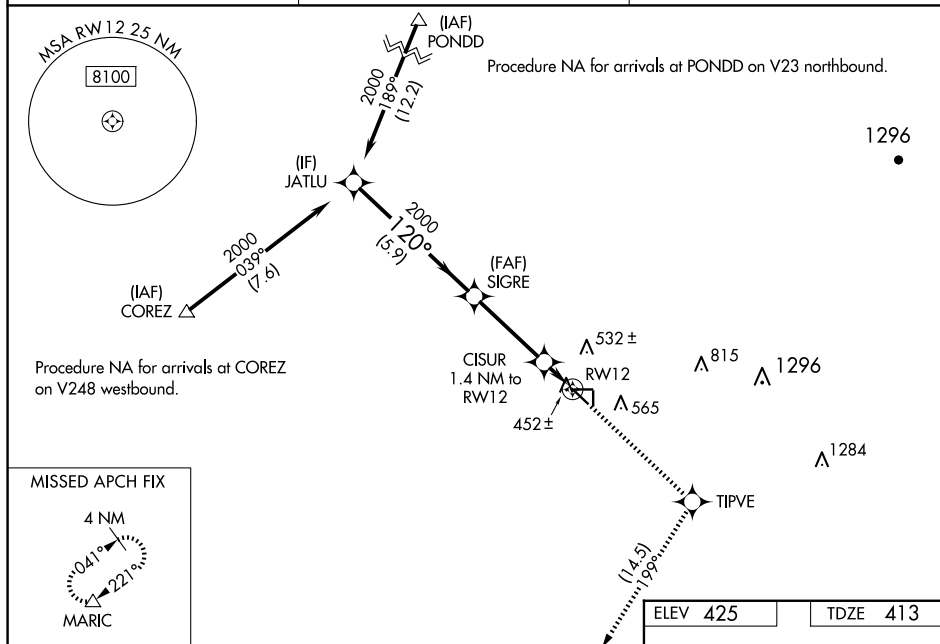 MSA RW12 25 NM
8100
(IAF)
PONDD
2000
189°
(12.2)
Procedure NA for arrivals at PONDD on V23 northbound.
1296
(IF)
JATLU
2000
120°
(5.9)
2000
039°
(7.6)
(IAF)
COREZ
(FAF)
SIGRE
Procedure NA for arrivals at COREZ
on V248 westbound.
CISUR
1.4 NM to
RW12
532 ±
RW12
815
1296
452 ±
565
1284
MISSED APCH FIX
4 NM
041°
221°
MARIC
TIPVE
(14.5)
199°
ELEV 425
TDZE 413